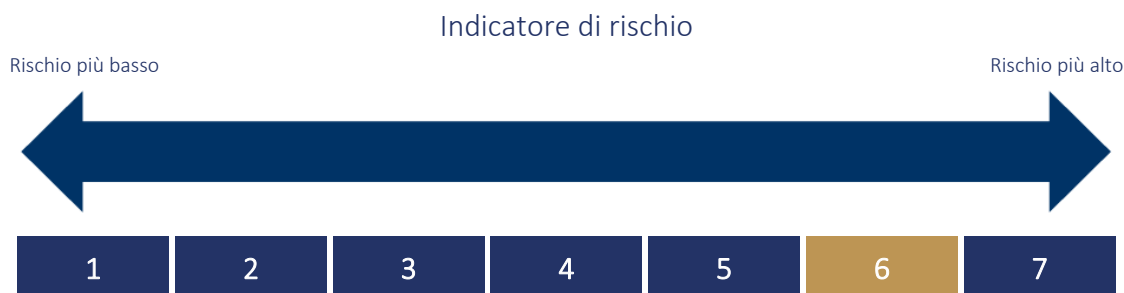 Indicatore di rischio
Rischio più basso Rischio più alto
1 2 3 4 5 6 7